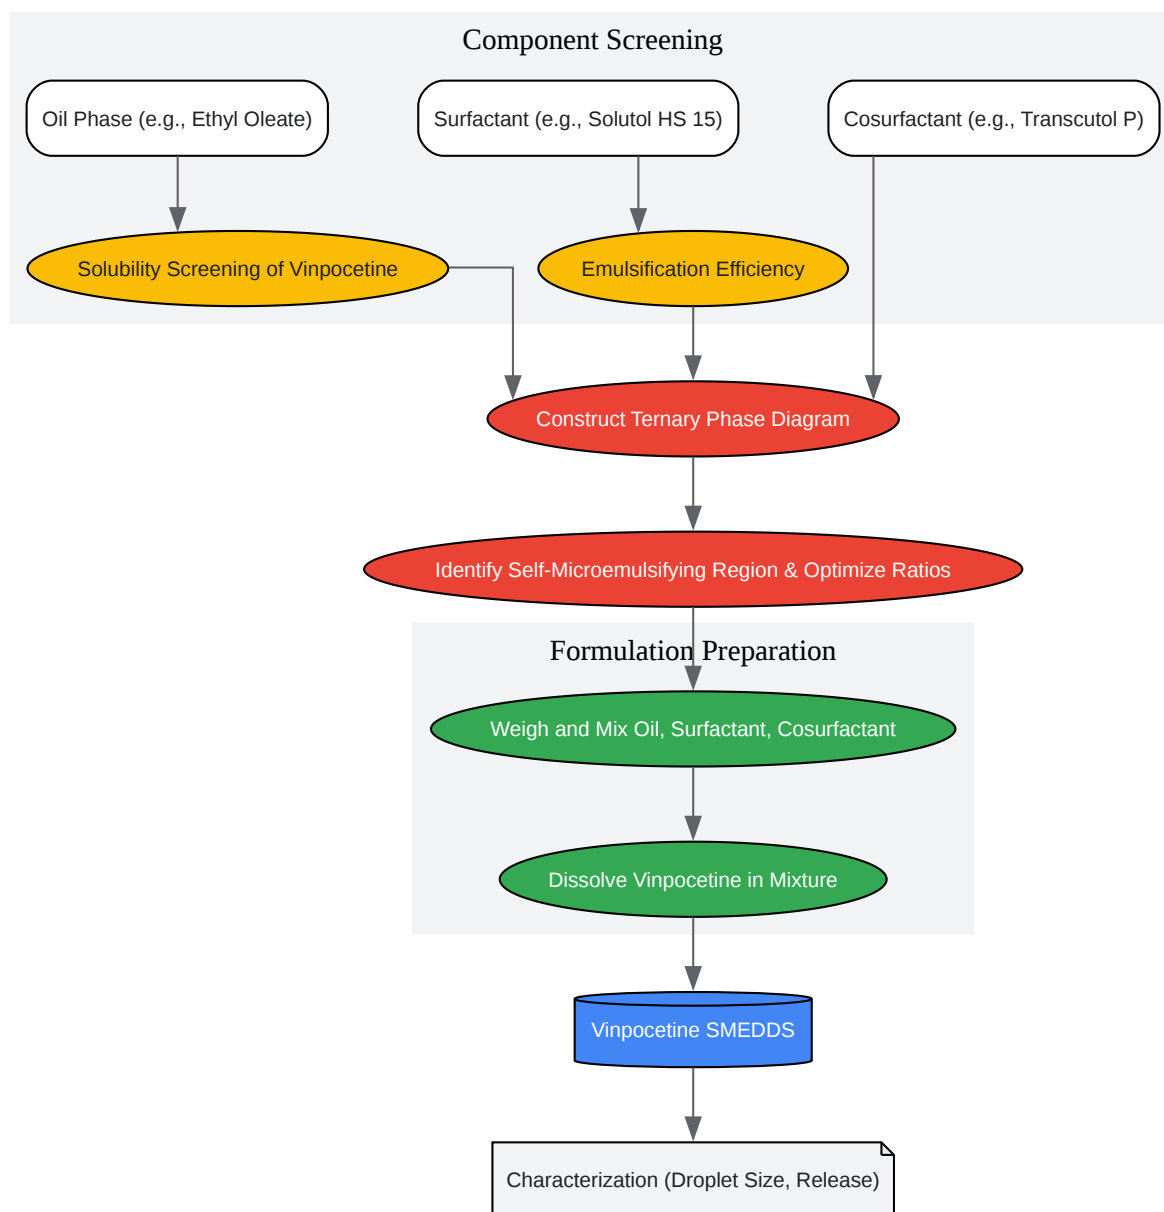 Component Screening
Oil Phase (e.g., Ethyl Oleate)
Surfactant (e.g., Solutol HS 15)
Cosurfactant (e.g., Transcutol P)
Solubility Screening of Vinpocetine
Emulsification Efficiency
Construct Ternary Phase Diagram
Identify Self-Microemulsifying Region & Optimize Ratios
Formulation Preparation
Weigh and Mix Oil, Surfactant, Cosurfactant
Dissolve Vinpocetine in Mixture
Vinpocetine SMEDDS
Characterization (Droplet Size, Release)